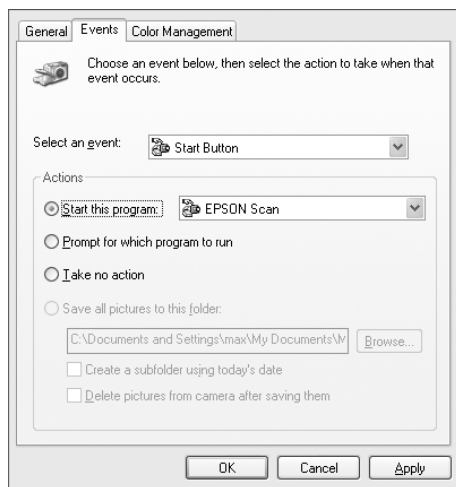 General Events Color Management
Choose an event below, then select the action to take when that
event occurs.
Select an event: Start Button
Actions
Start this program: EPSON Scan
Prompt for which program to run
Take no action
Save all pictures to this folder:
C:\Documents and Settings\max\My Documents\M Browse...
Create a subfolder using today's date
Delete pictures from camera after saving them
OK Cancel Apply